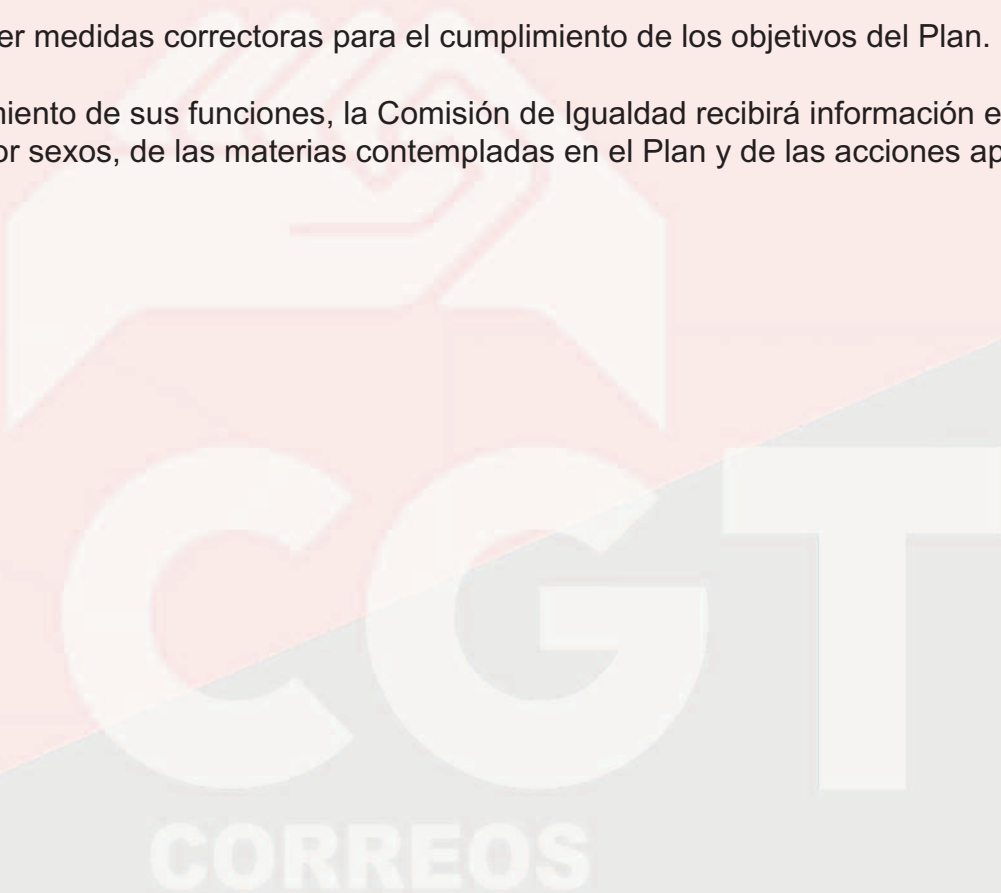 er medidas correctoras para el cumplimiento de los objetivos del Plan.
miento de sus funciones, la Comisión de Igualdad recibirá información e
or sexos, de las materias contempladas en el Plan y de las acciones ap
CGT
CORREOS